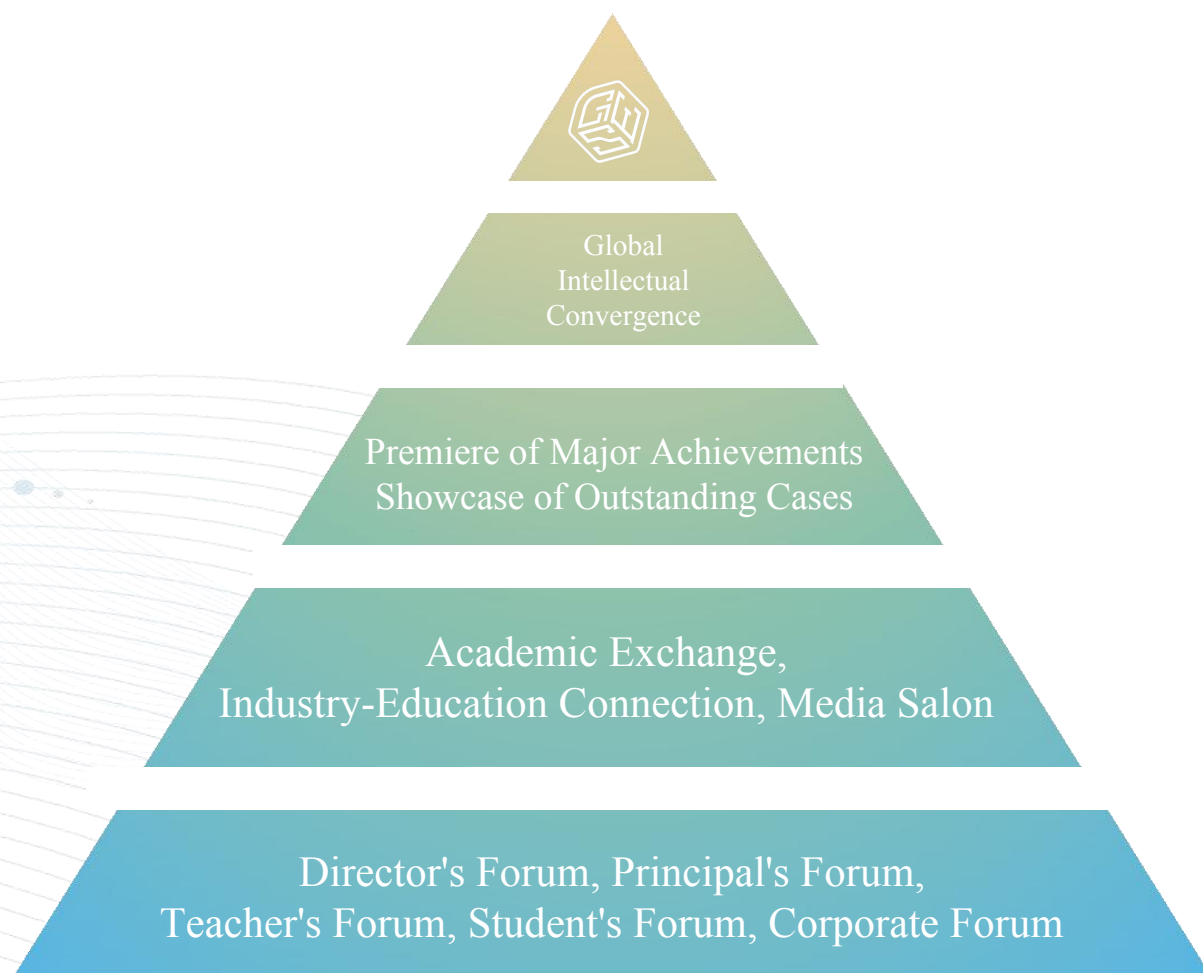 Global
Intellectual
Convergence
Premiere of Major Achievements
Showcase of Outstanding Cases
Academic Exchange,
Industry-Education Connection, Media Salon
Director's Forum, Principal's Forum,
Teacher's Forum, Student's Forum, Corporate Forum